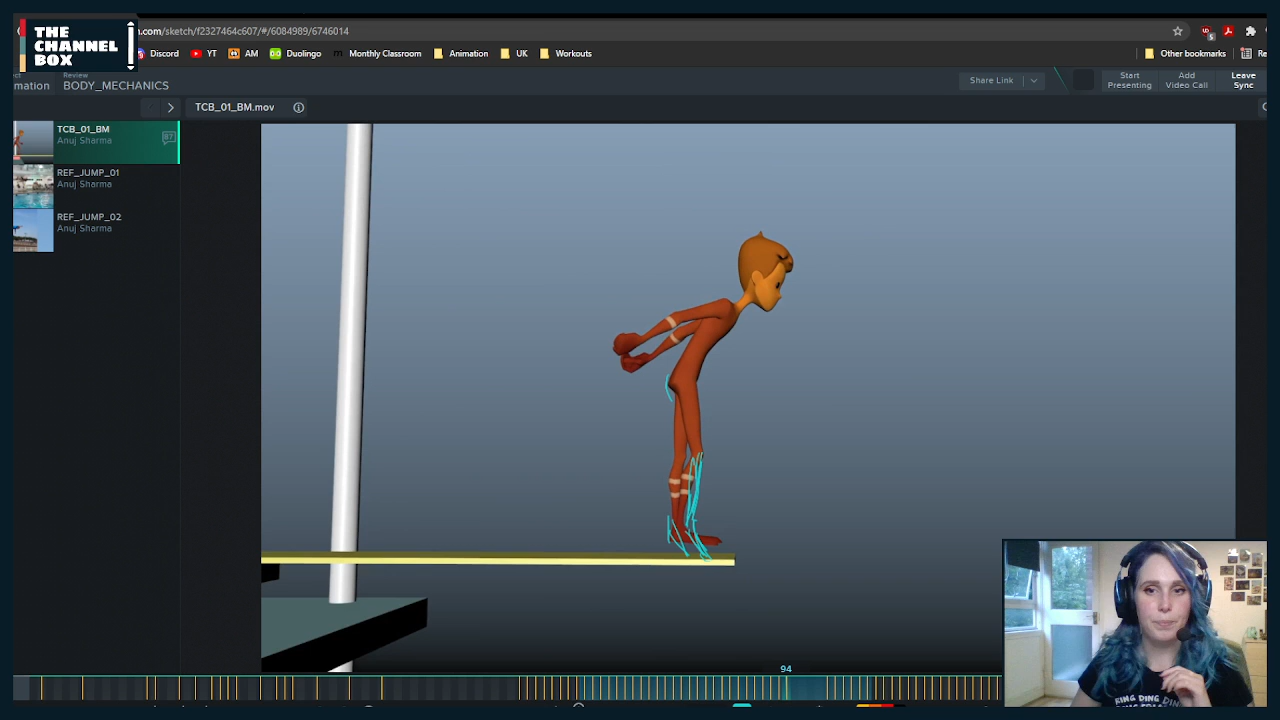 THE
CHANNEL
BOX
.com/sketch/f2327464c607/#/6084989/6746014
Discord YT AM Duolingo Monthly Classroom Animation UK Workouts Other bookmarks
Review
mation BODY_MECHANICS
Share Link
Start
Presenting
Add
Video Call
Leave
Sync
TCB_01_BM.mov
TCB_01_BM
Anuj Sharma
87
REF_JUMP_01
Anuj Sharma
REF_JUMP_02
Anuj Sharma
94